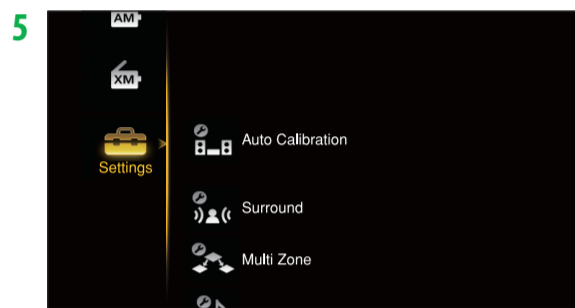 5
AM
XM
Settings
Auto Calibration
Surround
Multi Zone